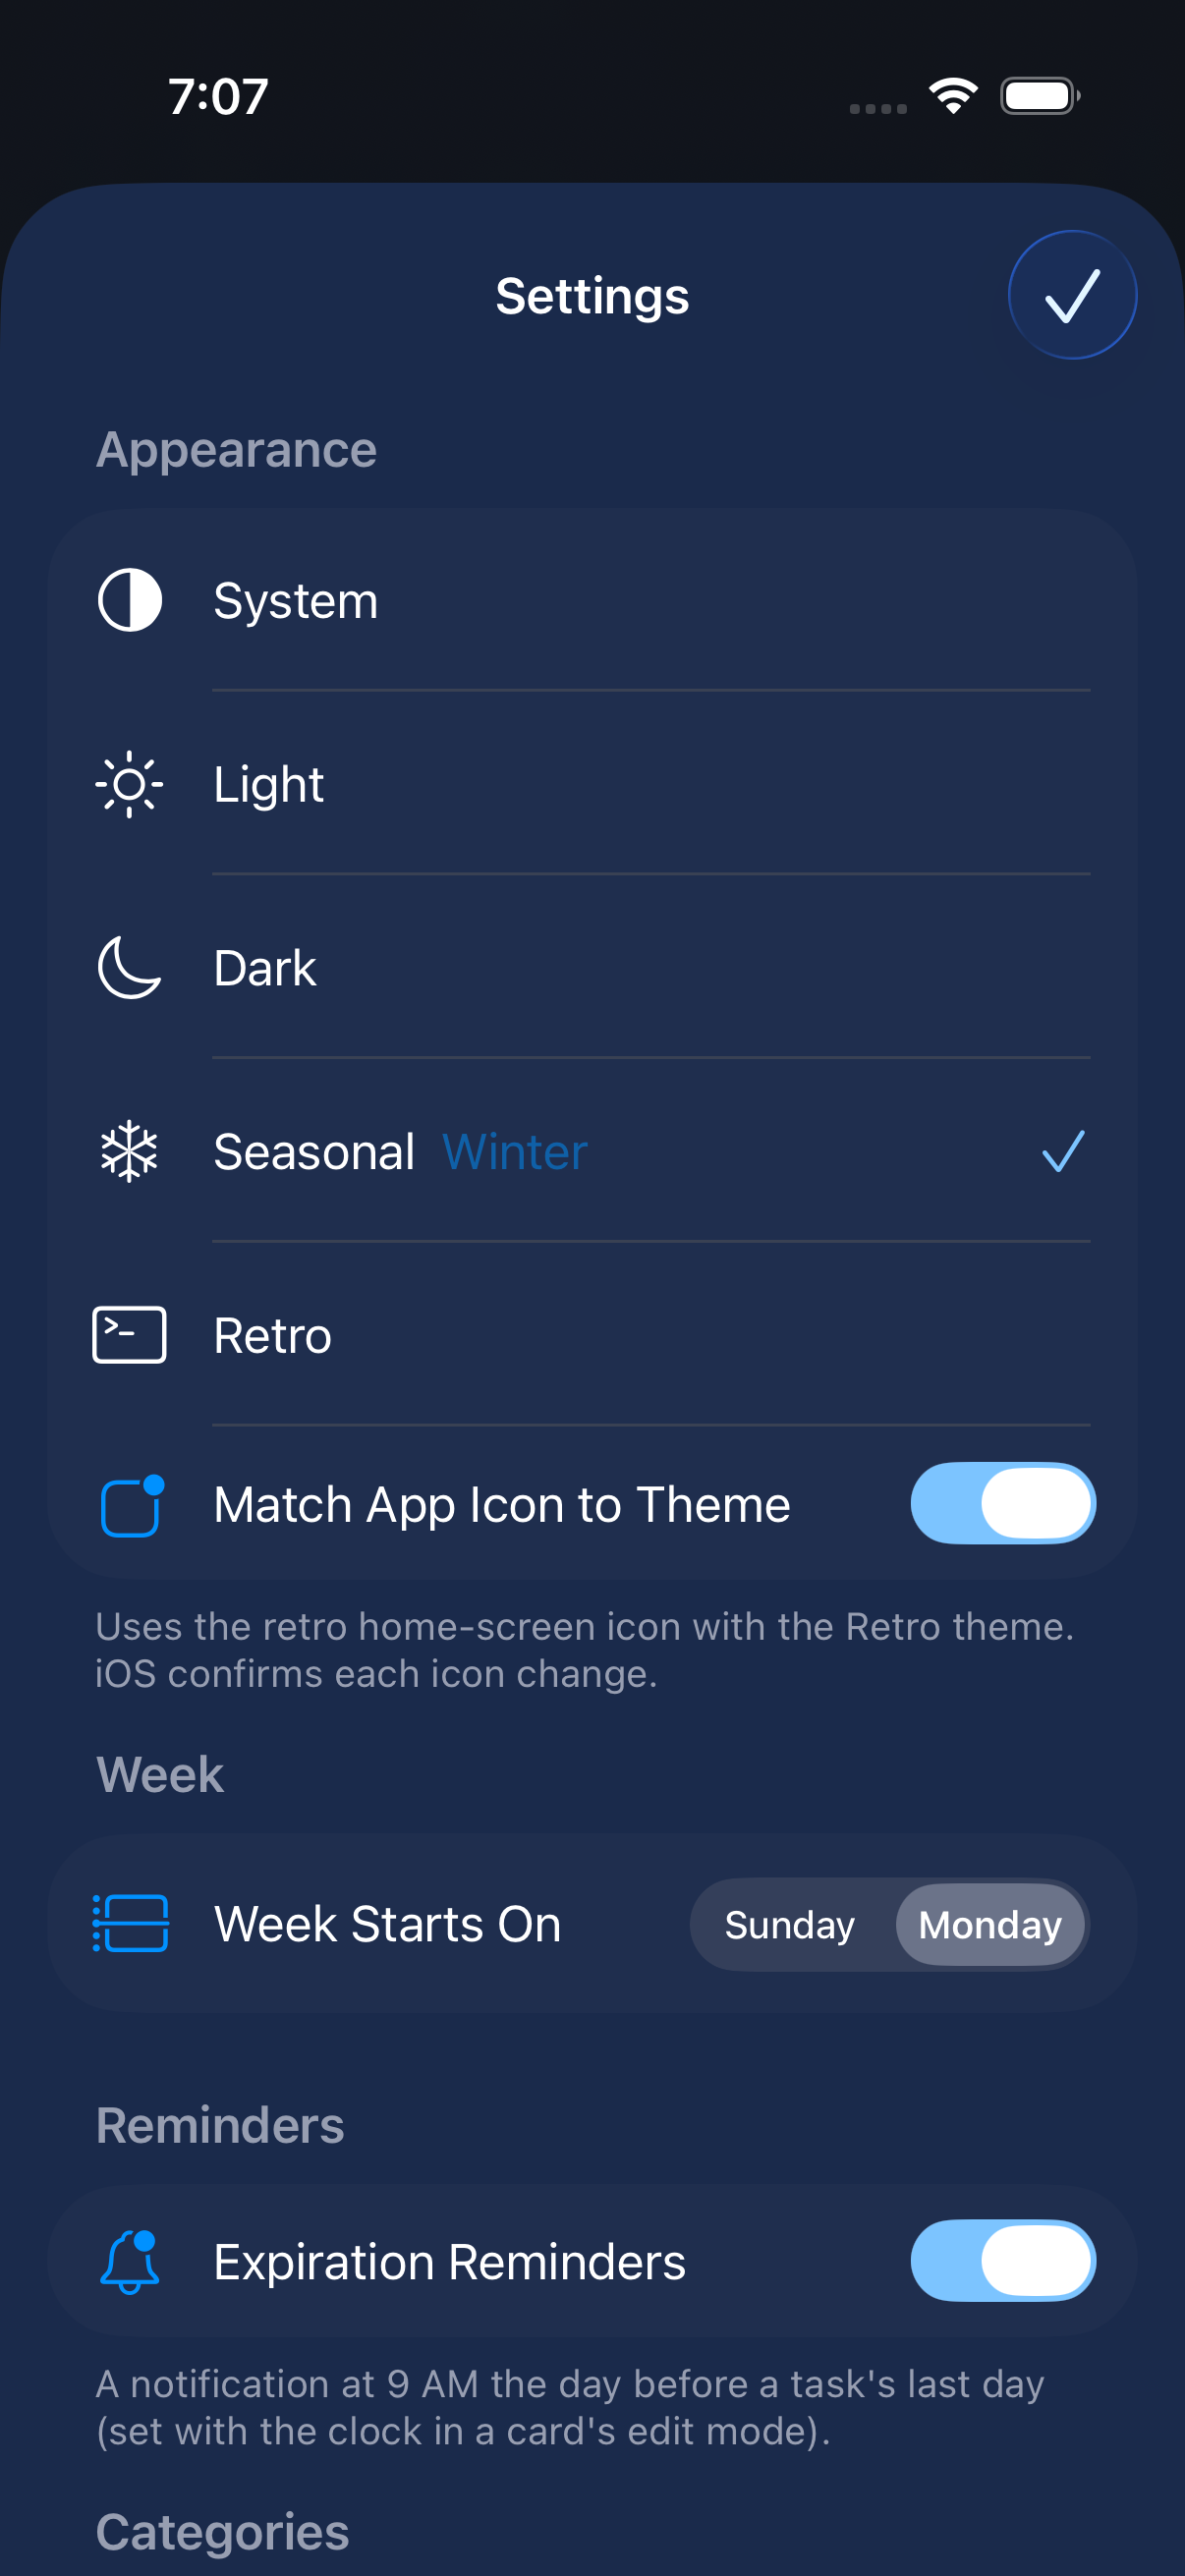 7:07
Settings
Appearance
System
Light
Dark
Seasonal Winter
Retro
Match App Icon to Theme
Uses the retro home-screen icon with the Retro theme.
iOS confirms each icon change.
Week
Week Starts On Sunday Monday
Reminders
Expiration Reminders
A notification at 9 AM the day before a task's last day
(set with the clock in a card's edit mode).
Categories